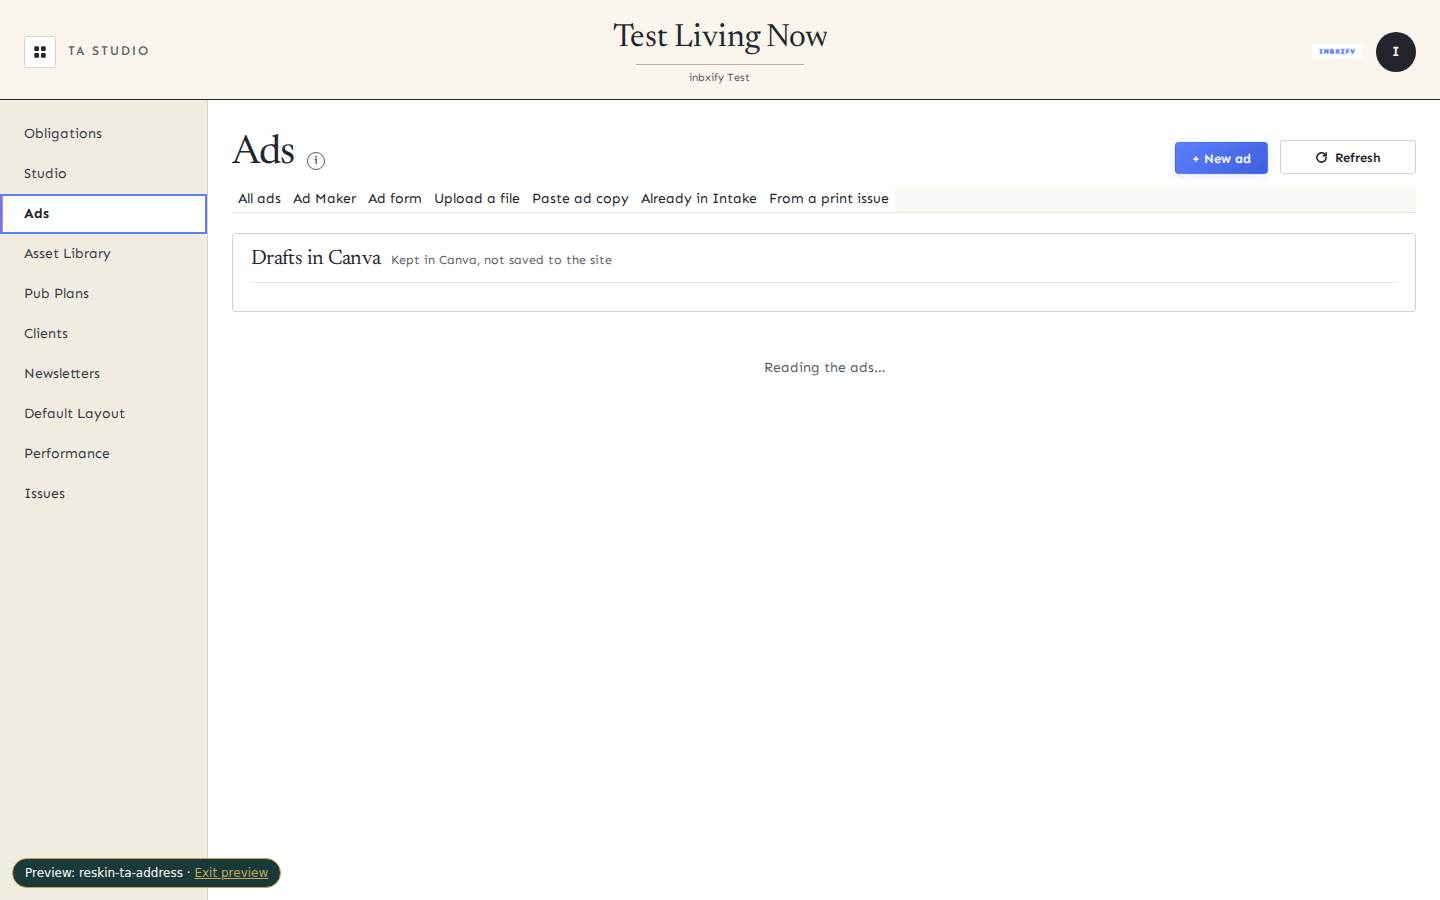 TA STUDIO
Test Living Now
inbxify Test
INBXIFY
I
Obligations
Studio
Ads
Asset Library
Pub Plans
Clients
Newsletters
Default Layout
Performance
Issues
Ads
i
+ New ad
Refresh
All ads Ad Maker Ad form Upload a file Paste ad copy Already in Intake From a print issue
Drafts in Canva Kept in Canva, not saved to the site
Reading the ads...
Preview: reskin-ta-address · Exit preview